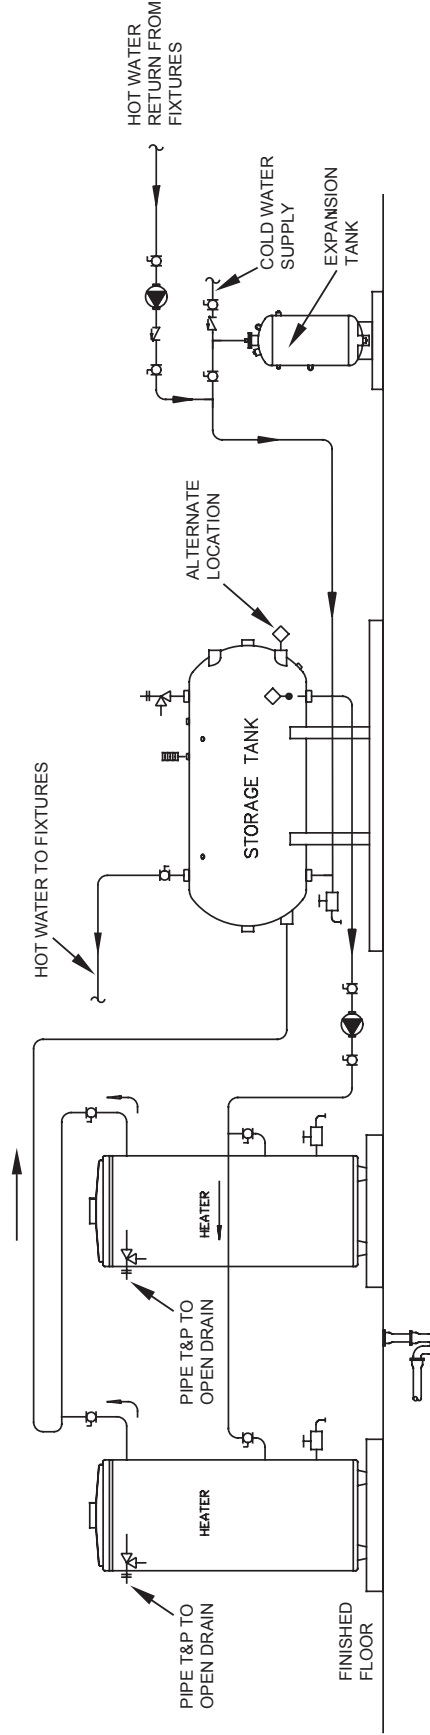 HOT WATER
RETURN FROM
FIXTURES
COLD WATER
SUPPLY
EXPANSION
TANK
ALTERNATE
LOCATION
HOT WATER TO FIXTURES
STORAGE TANK
HEATER
PIPE T&P TO
OPEN DRAIN
HEATER
PIPE T&P TO
OPEN DRAIN
FINISHED
FLOOR